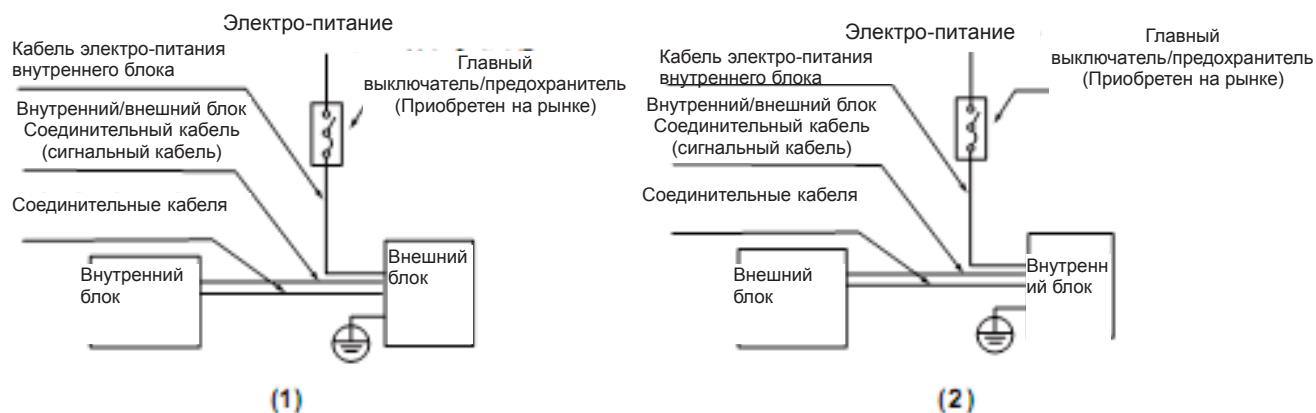 Электро-питание
Кабель электро-питания
внутреннего блока
Главный
выключатель/предохранитель
(Приобретен на рынке)
Внутренний/внешний блок
Соединительный кабель
(сигнальный кабель)
Соединительные кабеля
Внутренний
блок
Внешний
блок
(1)
Электро-питание
Кабель электро-питания
внутреннего блока
Главный
выключатель/предохранитель
(Приобретен на рынке)
Внутренний/внешний блок
Соединительный кабель
(сигнальный кабель)
Соединительные кабеля
Внешний
блок
Внутренн
ий блок
(2)